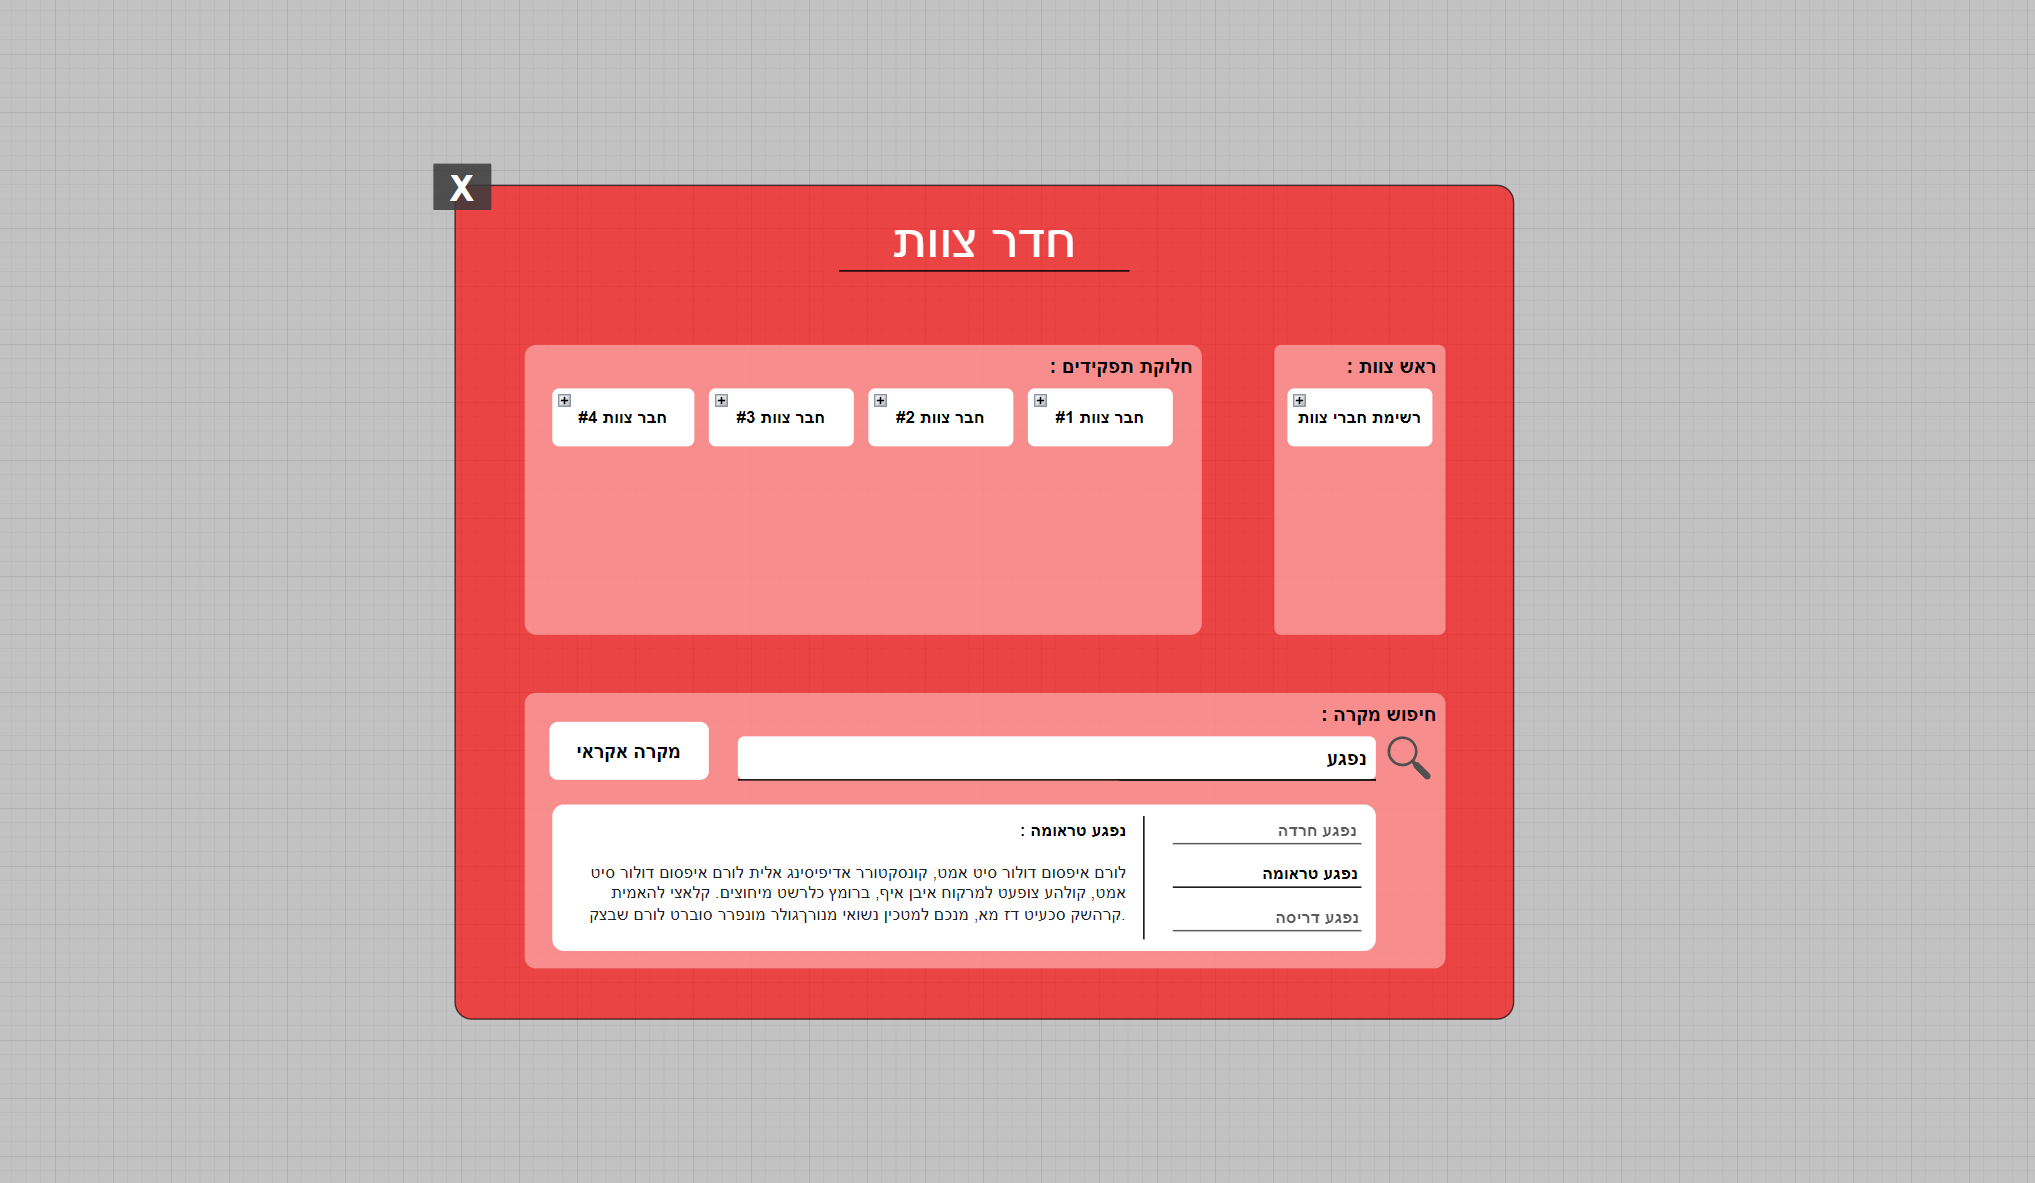 X
חדר צוות
ראש צוות :
רשימת חברי צוות
חלוקת תפקידים :
חבר צוות 1#
חבר צוות 2#
חבר צוות 3#
חבר צוות 4#
חיפוש מקרה :
נפגע
מקרה אקראי
נפגע חרדה
נפגע טראומה
נפגע דריסה
נפגע טראומה :
לורם איפסום דולור סיט אמט, קונסקטורר אדיפיסינג אלית לורם איפסום דולור סיט
אמט, קולהע צופעט למרקוח איבן איף, ברומץ כלרשט מיחוצים. קלאצי להאמית
קרהשק סכעיט דז מא, מנכם למטכין נשואי מנורךגולר מונפרר סוברט לורם שבצק.